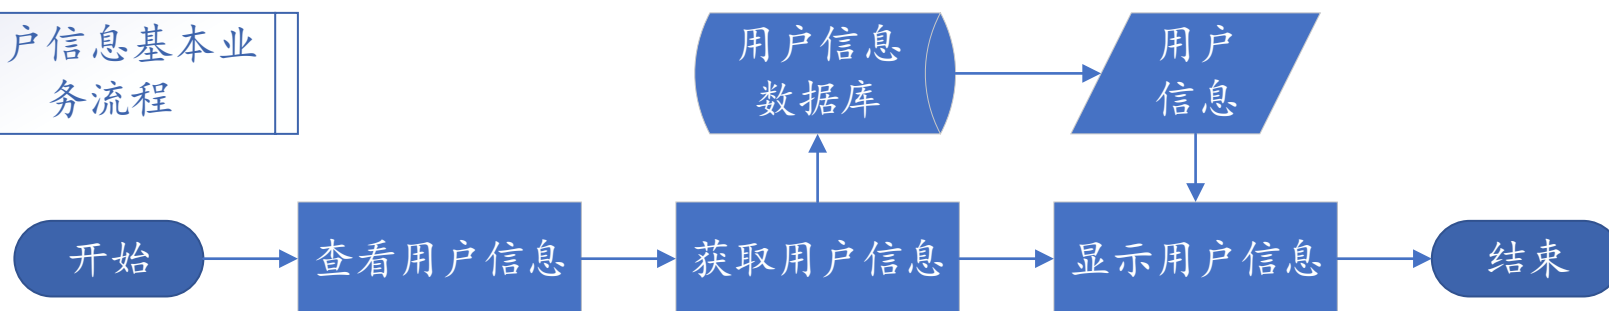 户信息基本业
务流程
用户信息
数据库
用户
信息
开始
查看用户信息
获取用户信息
显示用户信息
结束